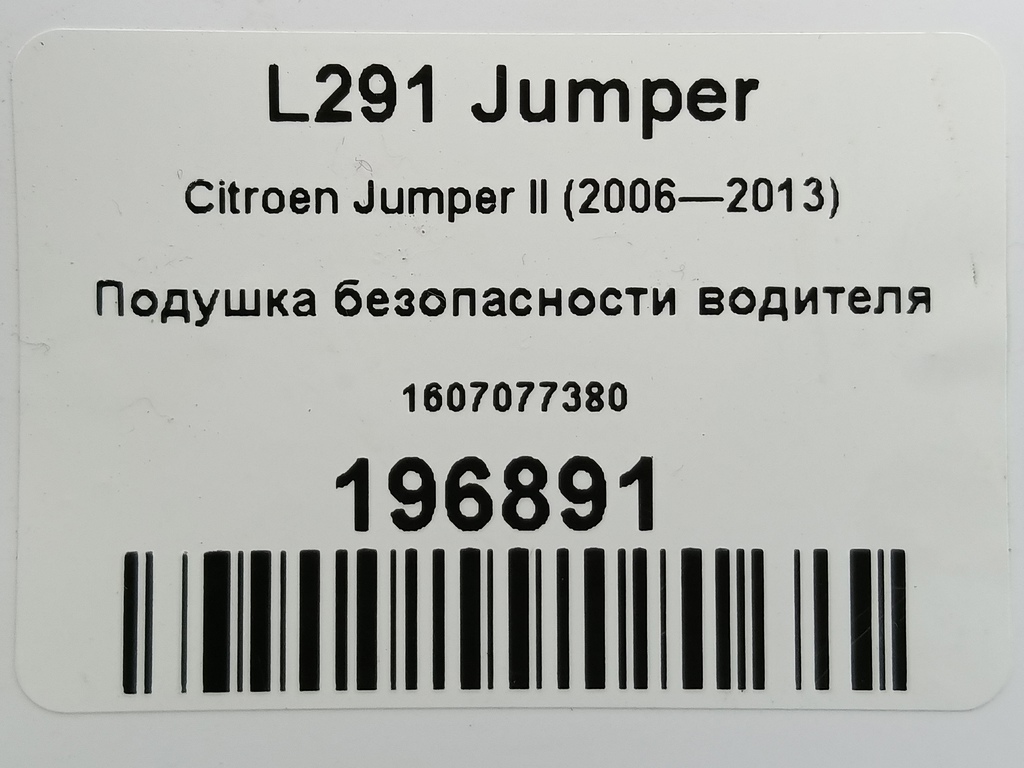 L291 Jumper
Citroen Jumper II (2006—2013)
Подушка безопасности водителя
1607077380
196891